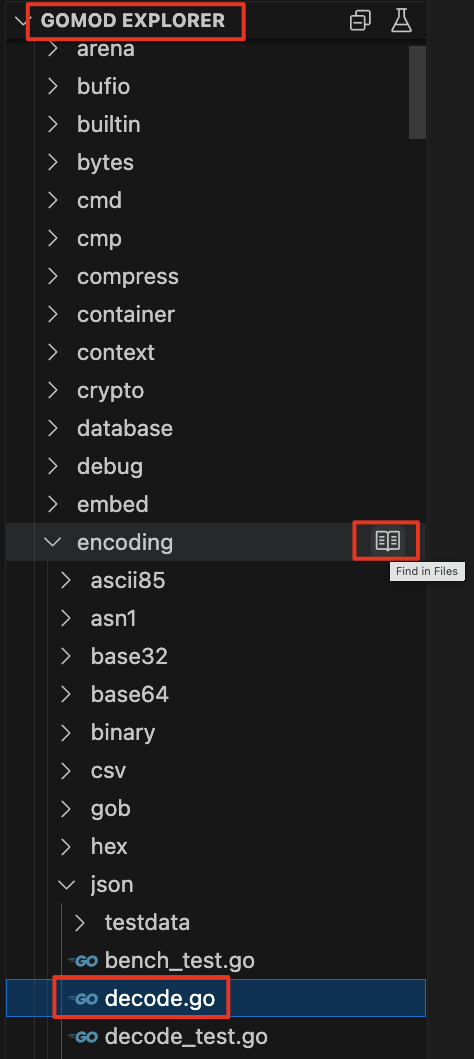 GOMOD EXPLORER
arena
bufio
builtin
bytes
cmd
cmp
compress
container
context
crypto
database
debug
embed
encoding
Find in Files
ascii85
asn1
base32
base64
binary
csv
gob
hex
json
testdata
GO bench_test.go
GO decode.go
GO decode_test.go